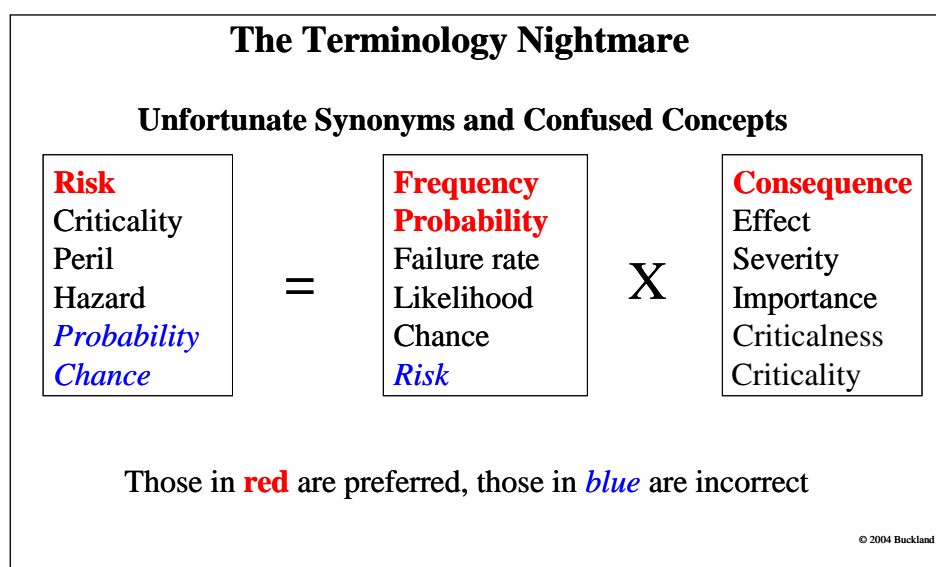 The Terminology Nightmare
Unfortunate Synonyms and Confused Concepts
Risk
Criticality
Peril
Hazard
Probability
Chance
=
Frequency
Probability
Failure rate
Likelihood
Chance
Risk
X
Consequence
Effect
Severity
Importance
Criticalness
Criticality
Those in red are preferred, those in blue are incorrect
© 2004 Buckland